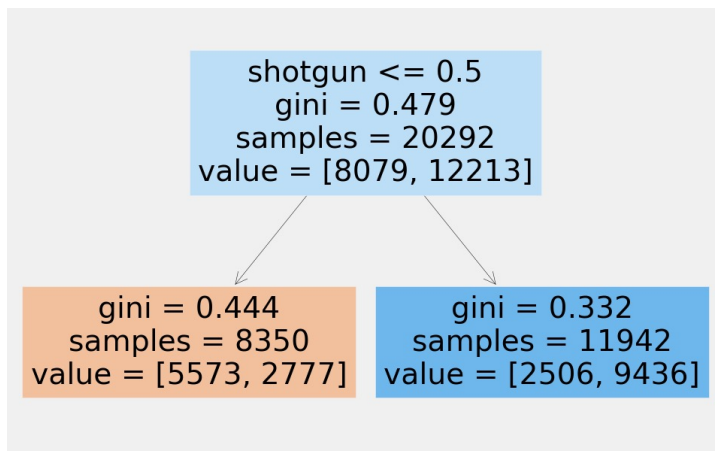 shotgun <= 0.5
gini = 0.479
samples = 20292
value = [8079, 12213]
gini = 0.444
samples = 8350
value = [5573, 2777]
gini = 0.332
samples = 11942
value = [2506, 9436]